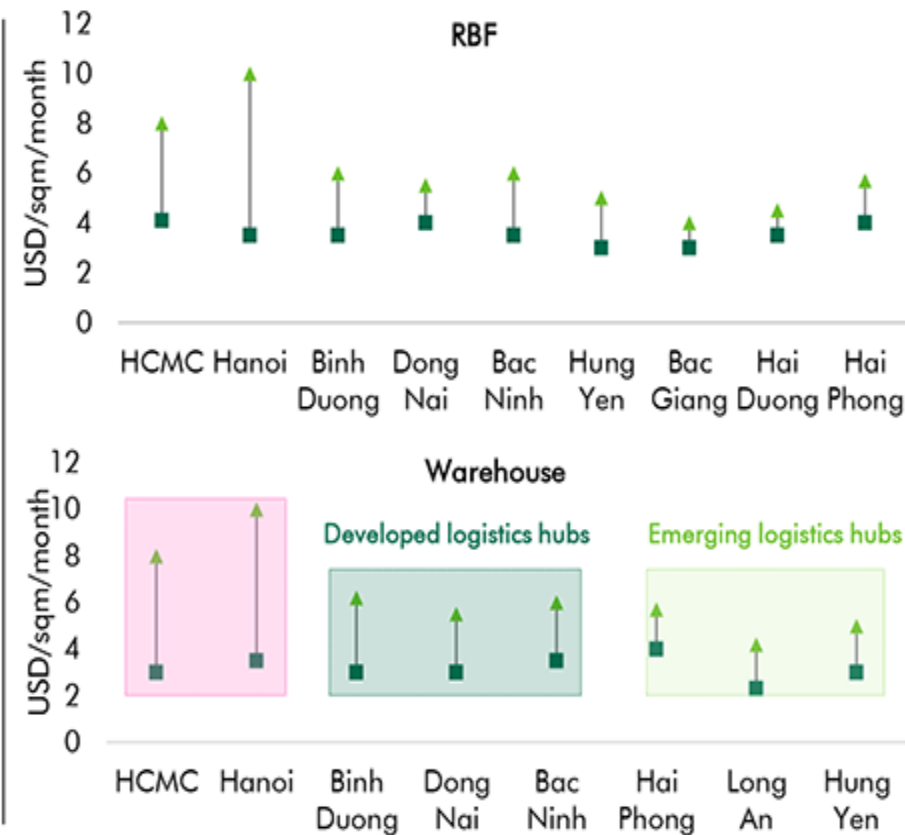 RBF
USD/sqm/month
12
10
8
6
4
2
0
HCMC Hanoi Binh Duong Dong Nai Bac Ninh Hung Yen Bac Giang Hai Duong Hai Phong
Warehouse
USD/sqm/month
12
10
8
6
4
2
0
Developed logistics hubs
Emerging logistics hubs
HCMC Hanoi Binh Duong Dong Nai Bac Ninh Hai Phong Long An Hung Yen